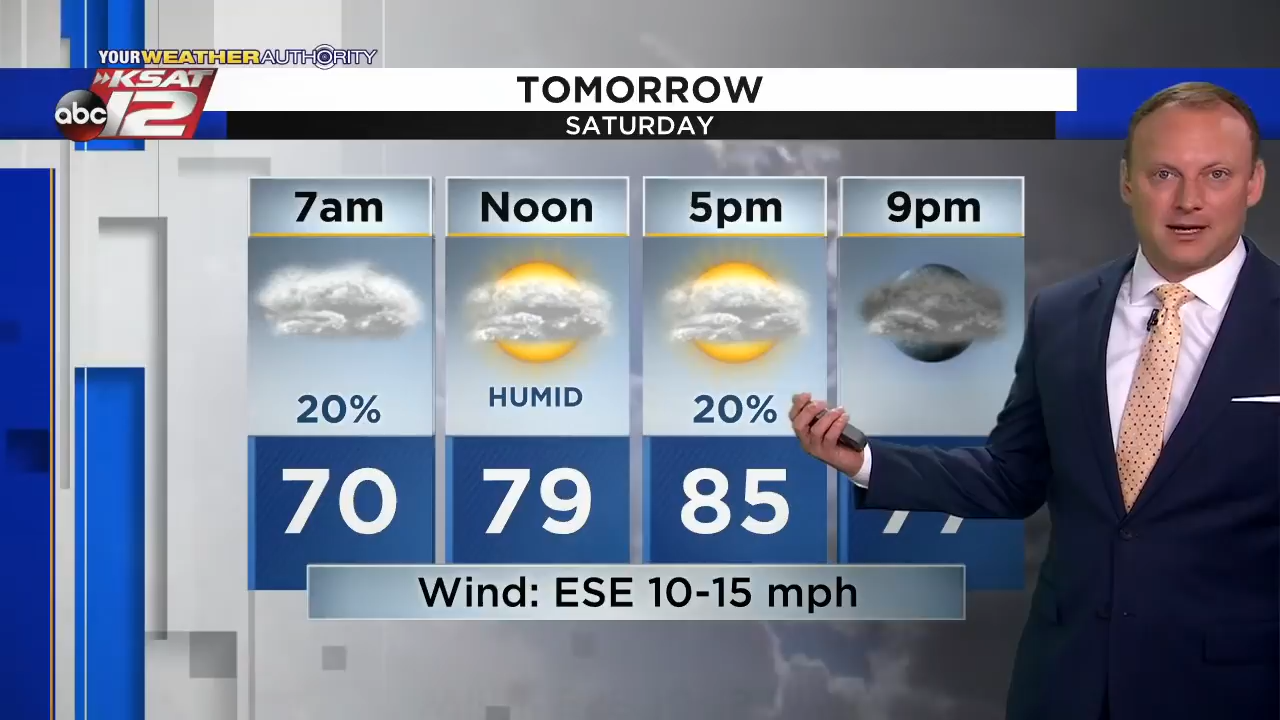 YOUR WEATHER AUTHORITY
KSAT
abc 12
TOMORROW
SATURDAY
7am
Noon
5pm
9pm
HUMID
20%
20%
70
79
85
Wind: ESE 10-15 mph